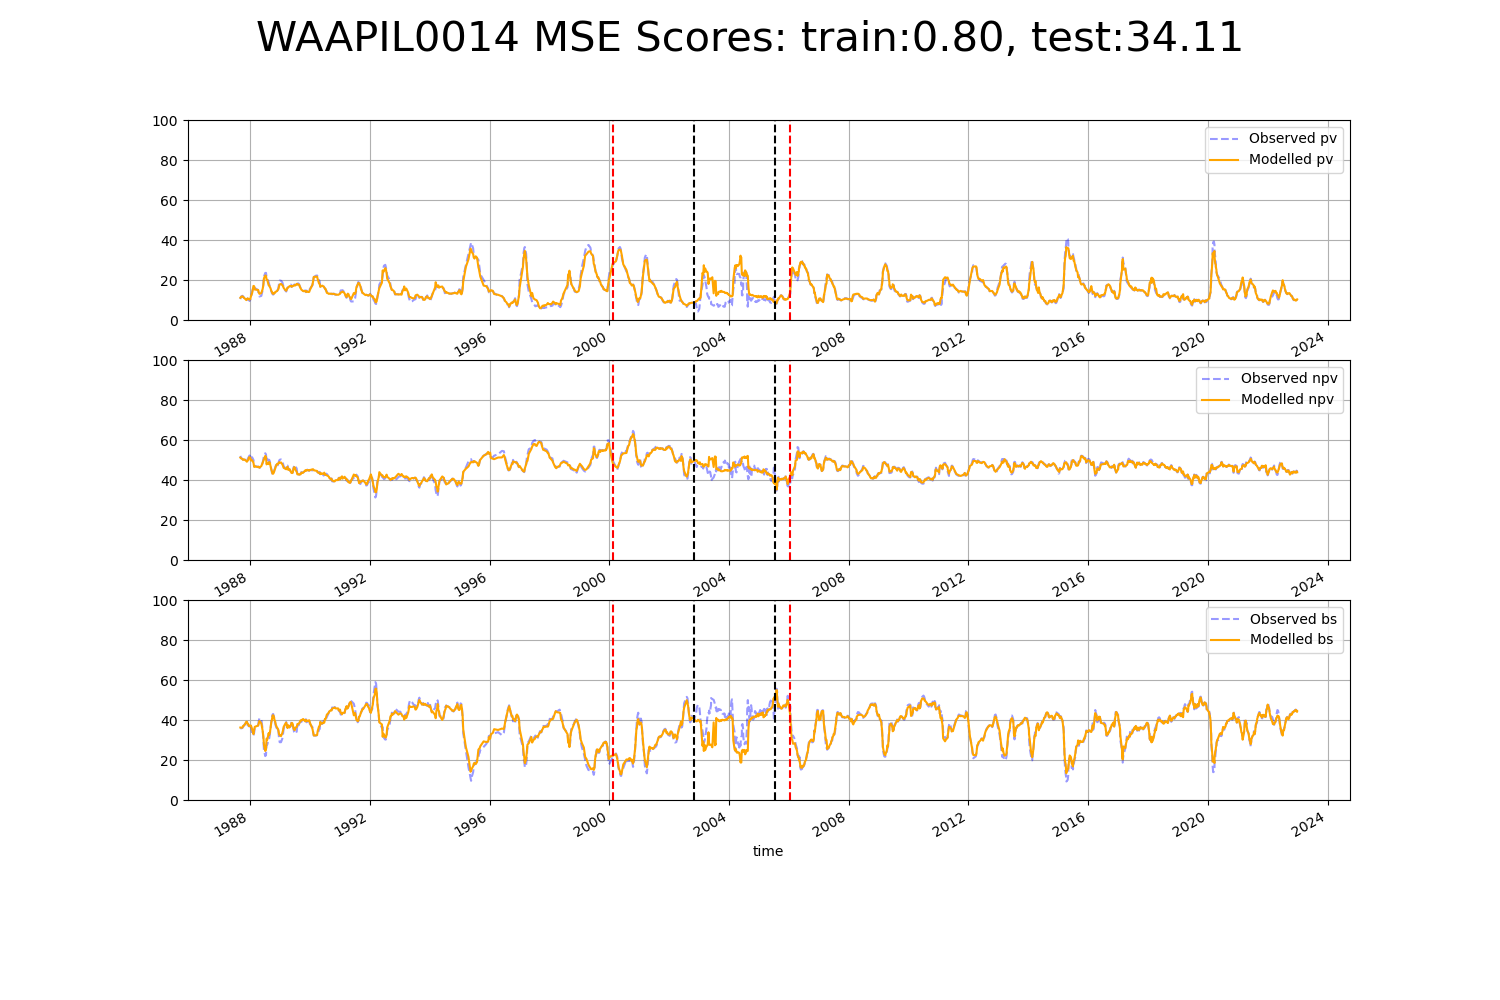 WAAPIL0014 MSE Scores: train:0.80, test:34.11
100
80
60
40
20
0
Observed pv
Modelled pv
1988 1992 1996 2000 2004 2008 2012 2016 2020 2024
100
80
60
40
20
0
Observed npv
Modelled npv
1988 1992 1996 2000 2004 2008 2012 2016 2020 2024
100
80
60
40
20
0
Observed bs
Modelled bs
1988 1992 1996 2000 2004 2008 2012 2016 2020 2024
time